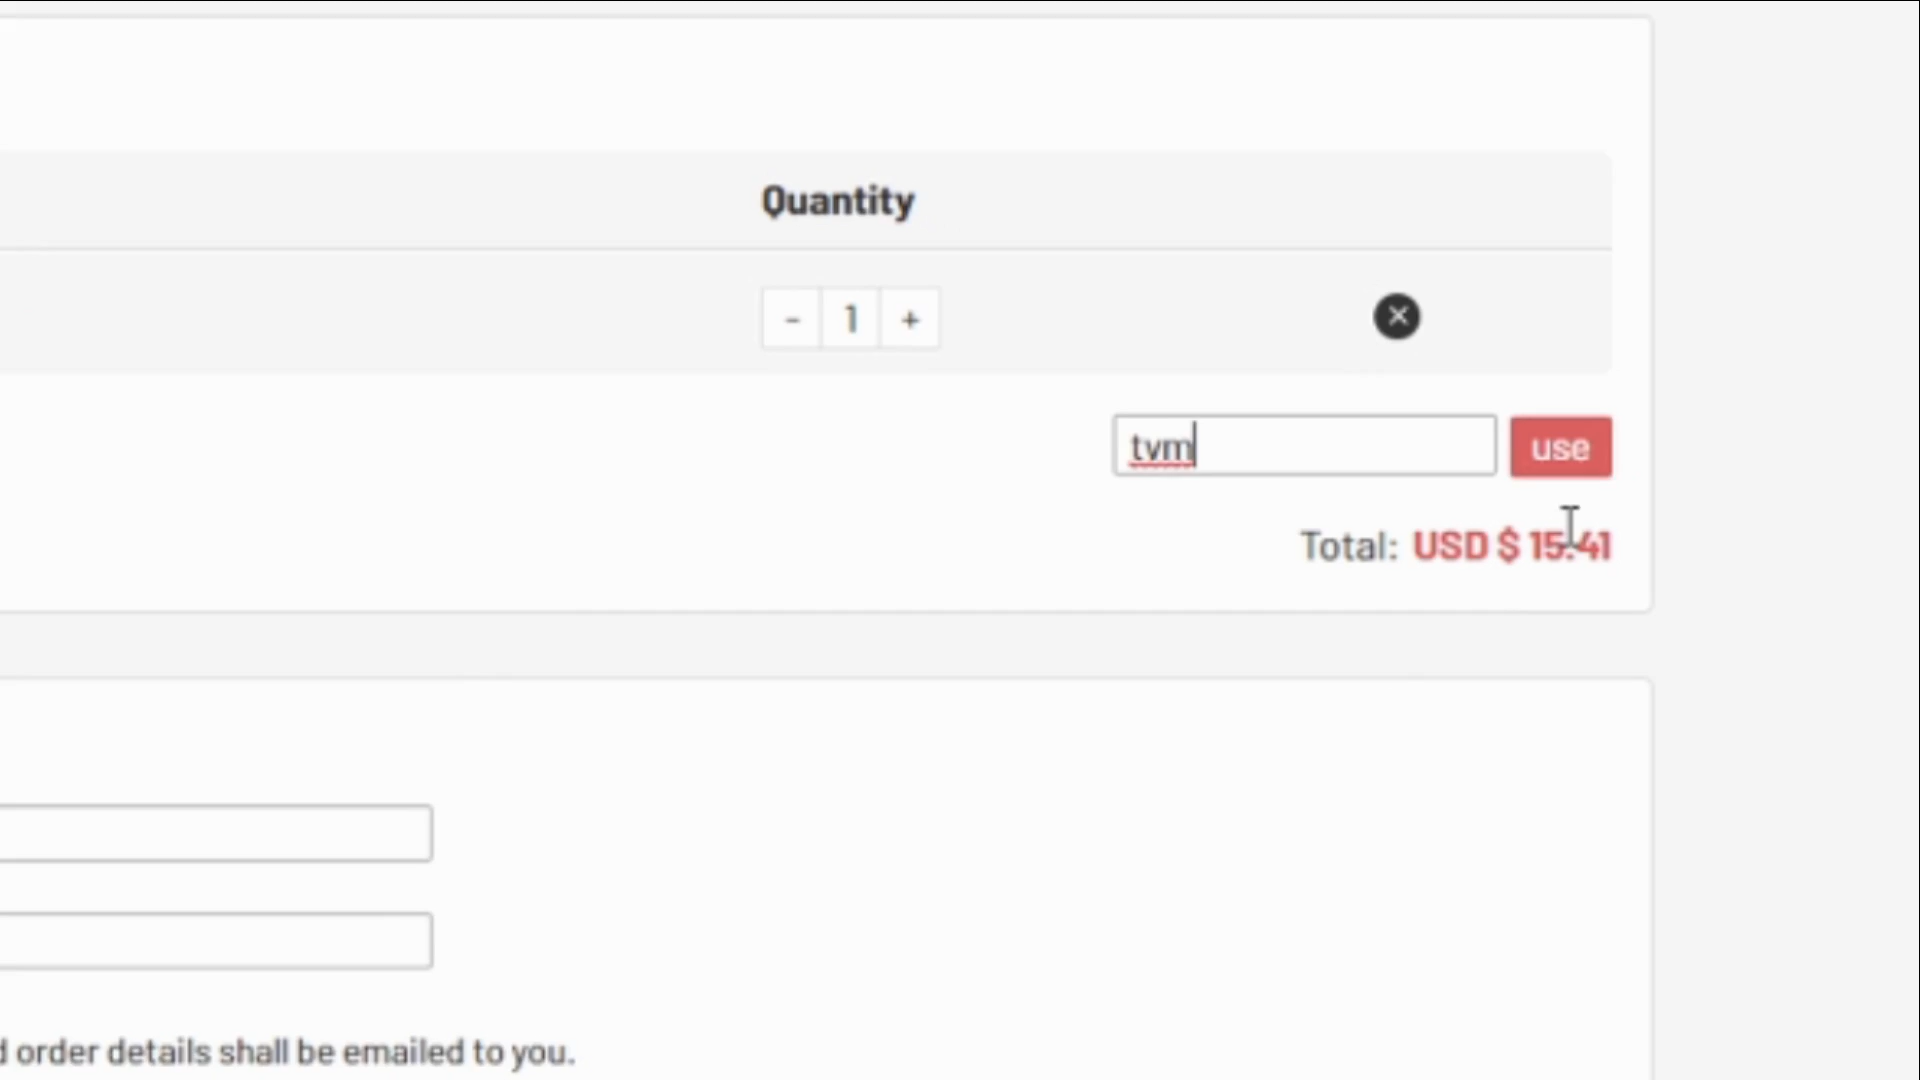 Quantity
- 1 +
tvm
use
Total: USD $ 15.41
order details shall be emailed to you.